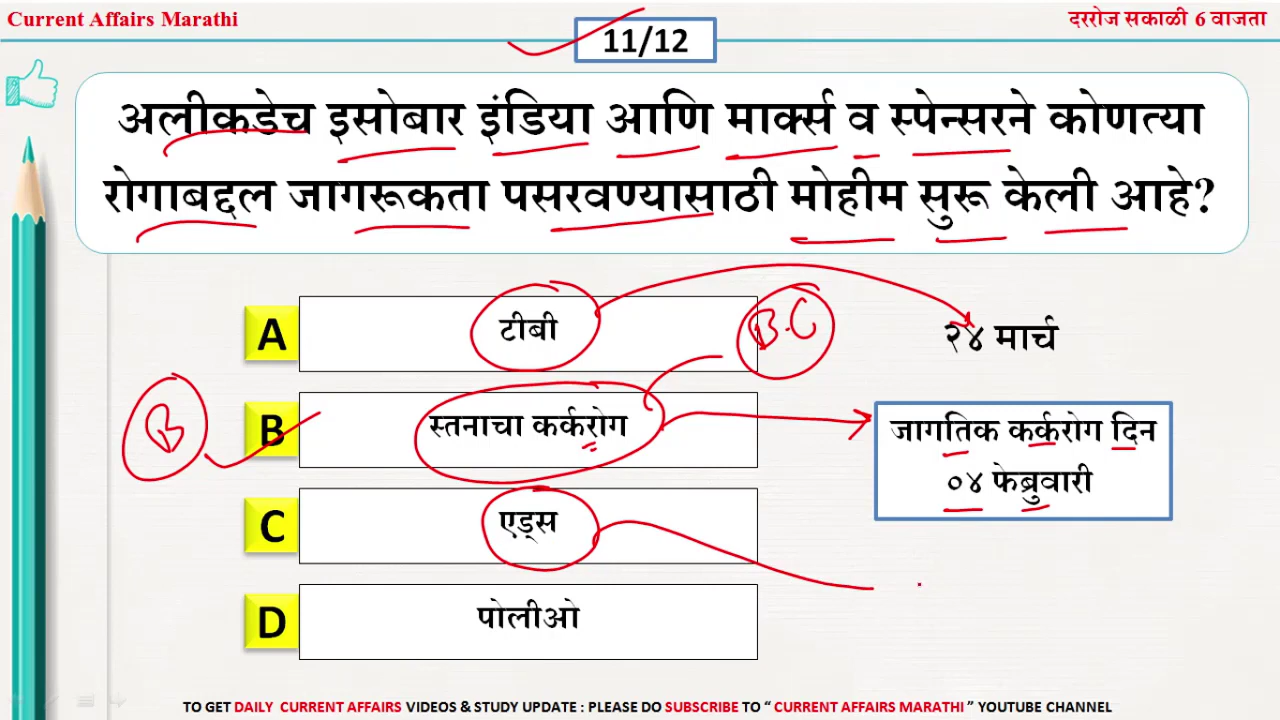 Current Affairs Marathi
11/12
दररोज सकाळी 6 वाजता
अलीकडेच इसोबार इंडिया आणि मार्क्स व स्पेन्सरने कोणत्या
रोगाबद्दल जागरूकता पसरवण्यासाठी मोहीम सुरू केली आहे?
A टीबी
B.C
२४ मार्च
B
B स्तनाचा कर्करोग
जागतिक कर्करोग दिन
०४ फेब्रुवारी
C एड्स
D पोलीओ
TO GET DAILY CURRENT AFFAIRS VIDEOS & STUDY UPDATE : PLEASE DO SUBSCRIBE TO “ CURRENT AFFAIRS MARATHI ” YOUTUBE CHANNEL